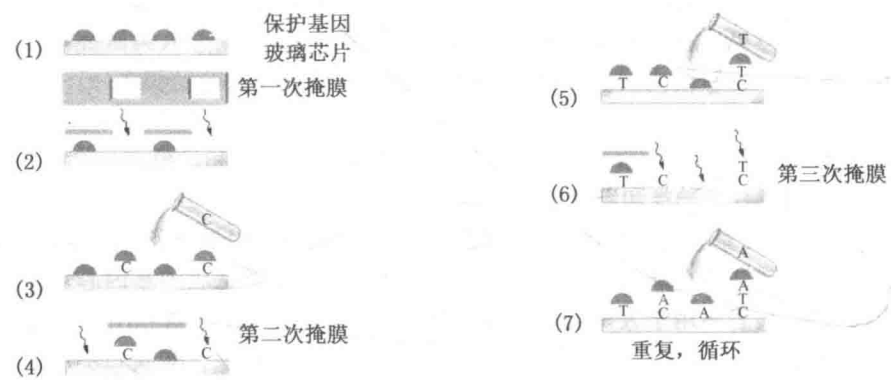 保护基因
(1) 玻璃芯片
第一次掩膜
(2)
C
(3) C C
第二次掩膜
(4) C C
T
(5) T C T C
(6) T C T C 第三次掩膜
A
(7) T A C A A T C
重复，循环